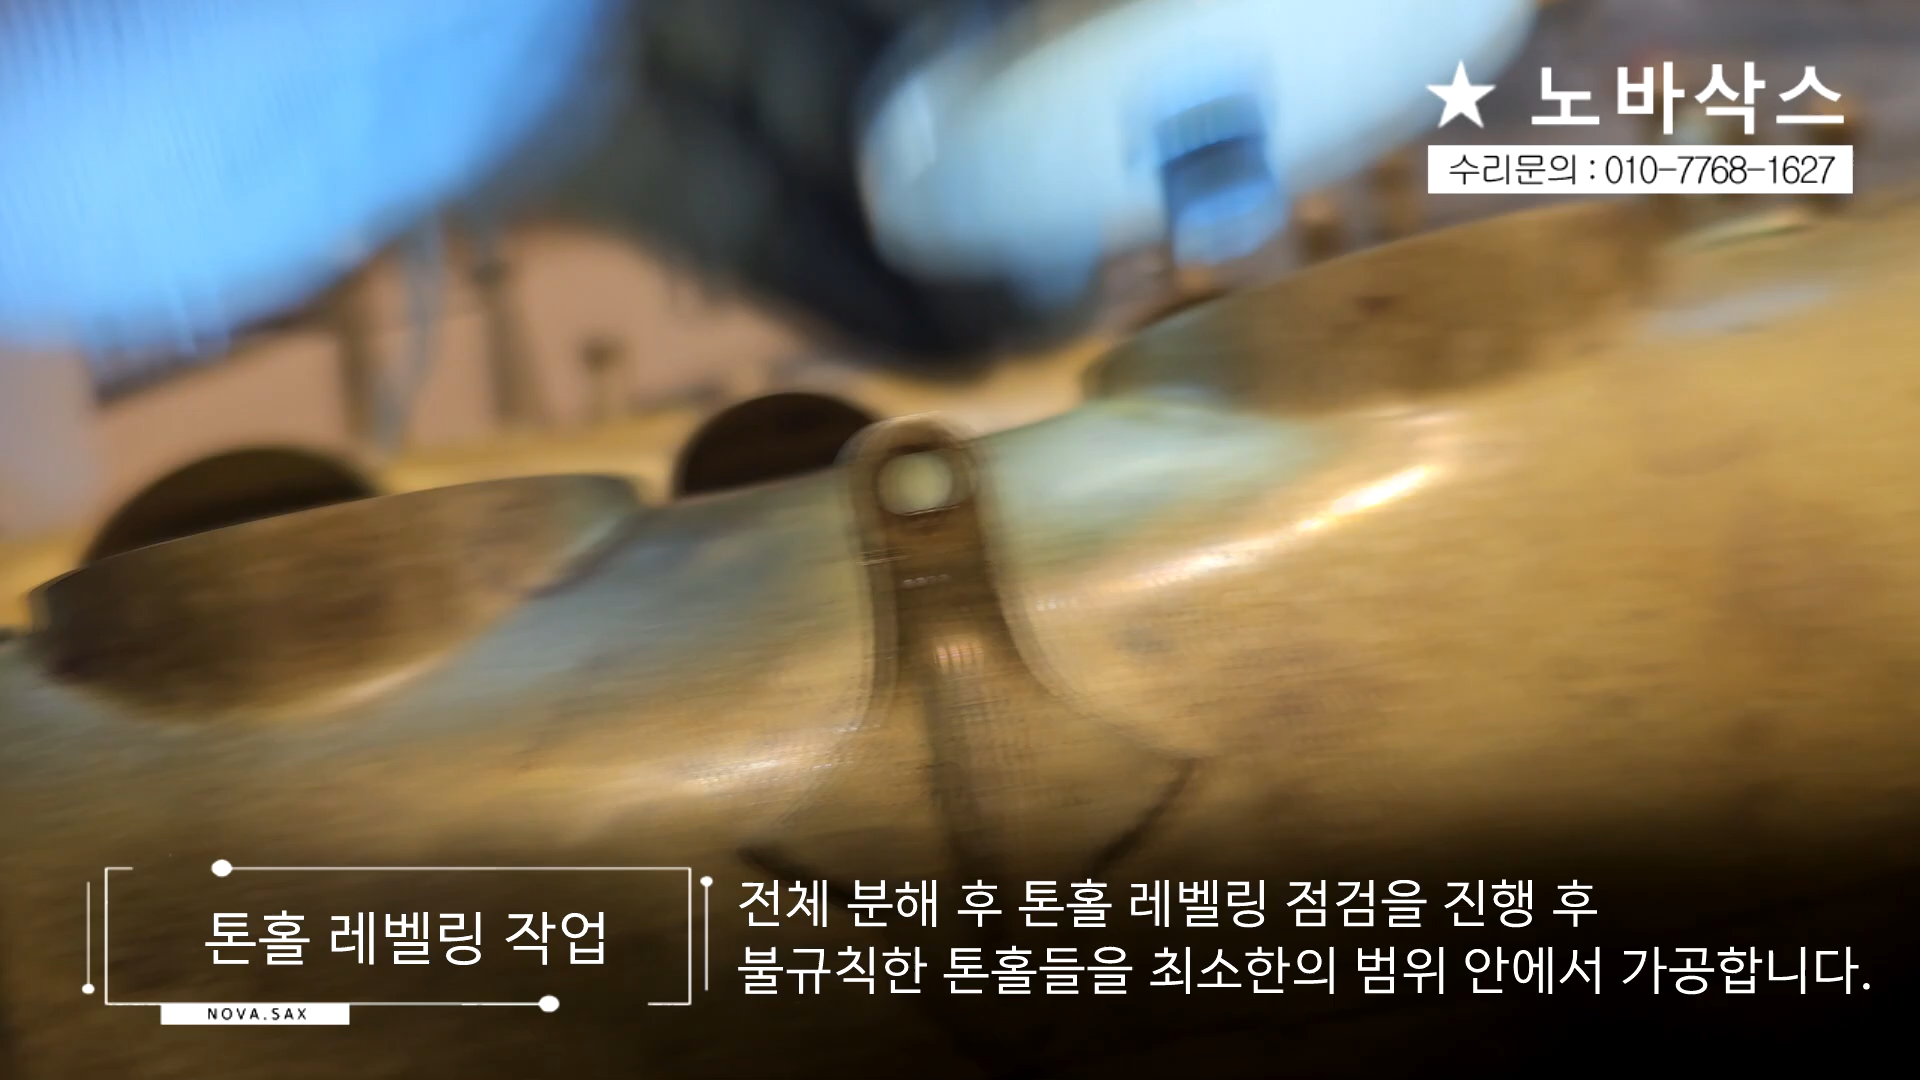 ★ 노바삭스
수리문의 : 010-7768-1627
톤홀 레벨링 작업
NOVA.SAX
전체 분해 후 톤홀 레벨링 점검을 진행 후
불규칙한 톤홀들을 최소한의 범위 안에서 가공합니다.